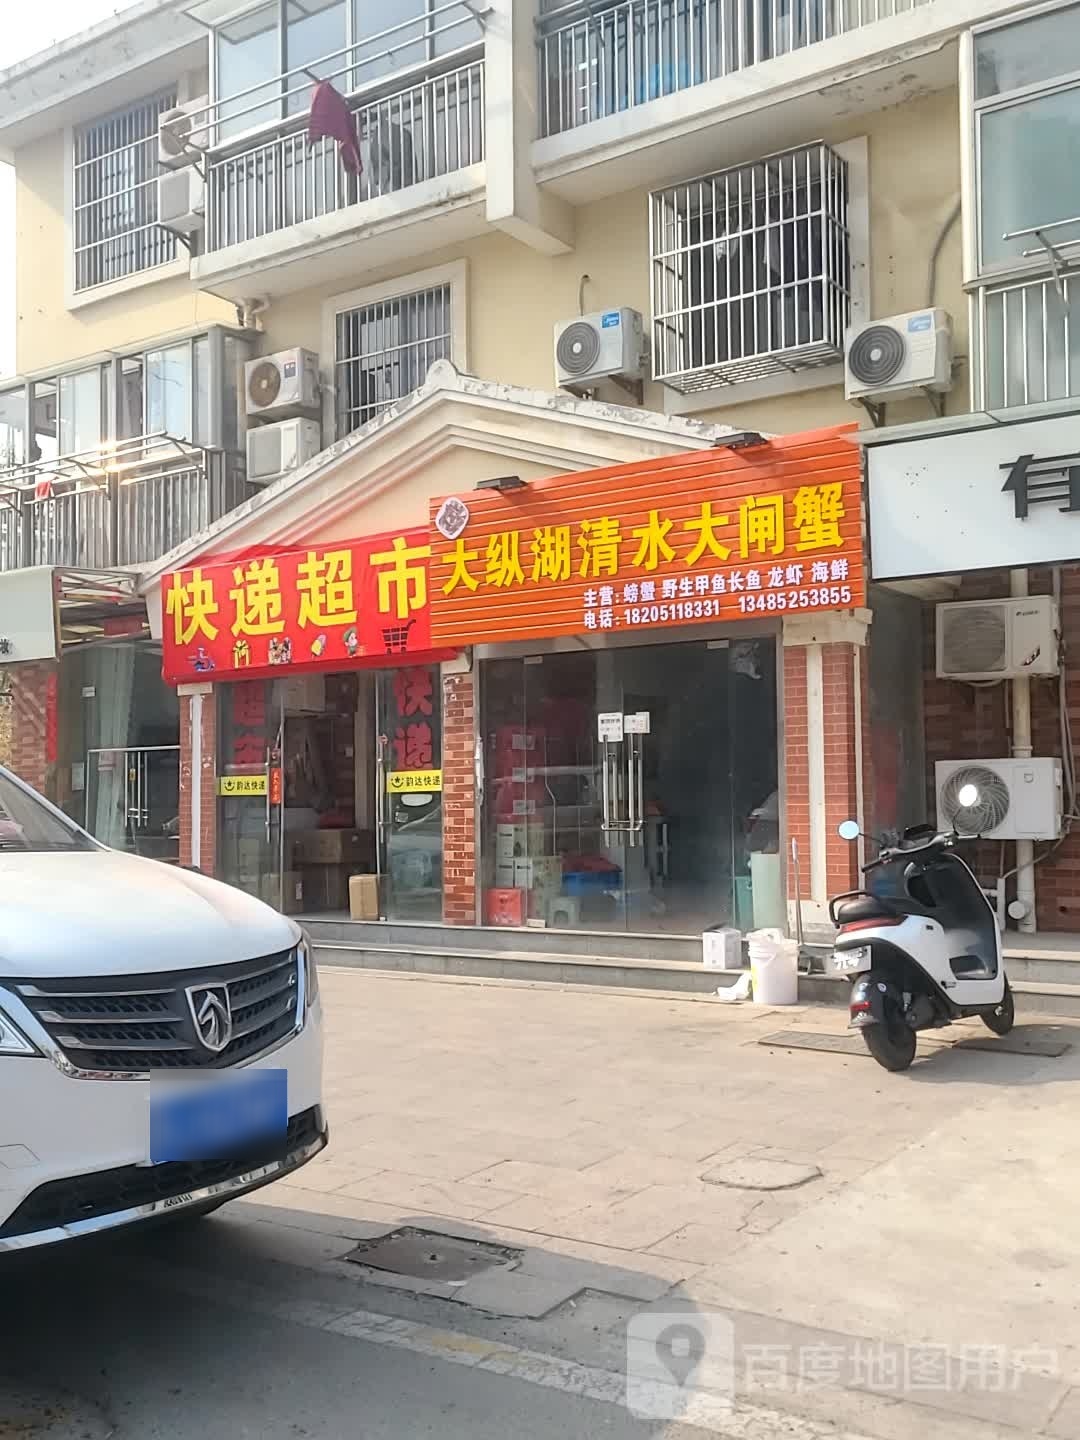 快递超市
大纵湖清水大闸蟹
主营：螃蟹 野生甲鱼长鱼 龙虾 海鲜
电话：18205118331 13485253855
有
超市
快递
韵达快递
韵达快递
百度地图用户